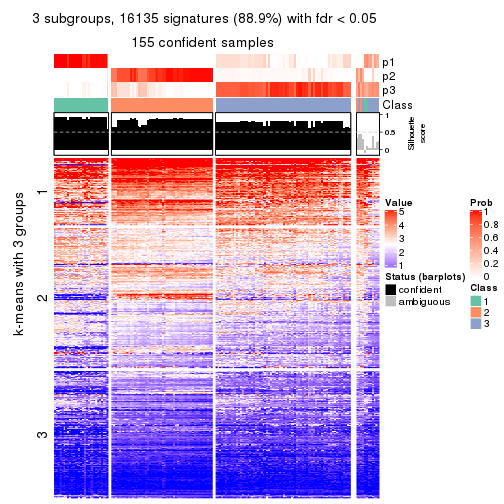 3 subgroups, 16135 signatures (88.9%) with fdr < 0.05
155 confident samples
p1
p2
p3
Class
1
0.5
0
Silhouette
score
k-means with 3 groups
1
2
3
Value
5
4
3
2
1
Status (barplots)
confident
ambiguous
Prob
1
0.8
0.6
0.4
0.2
0
Class
1
2
3